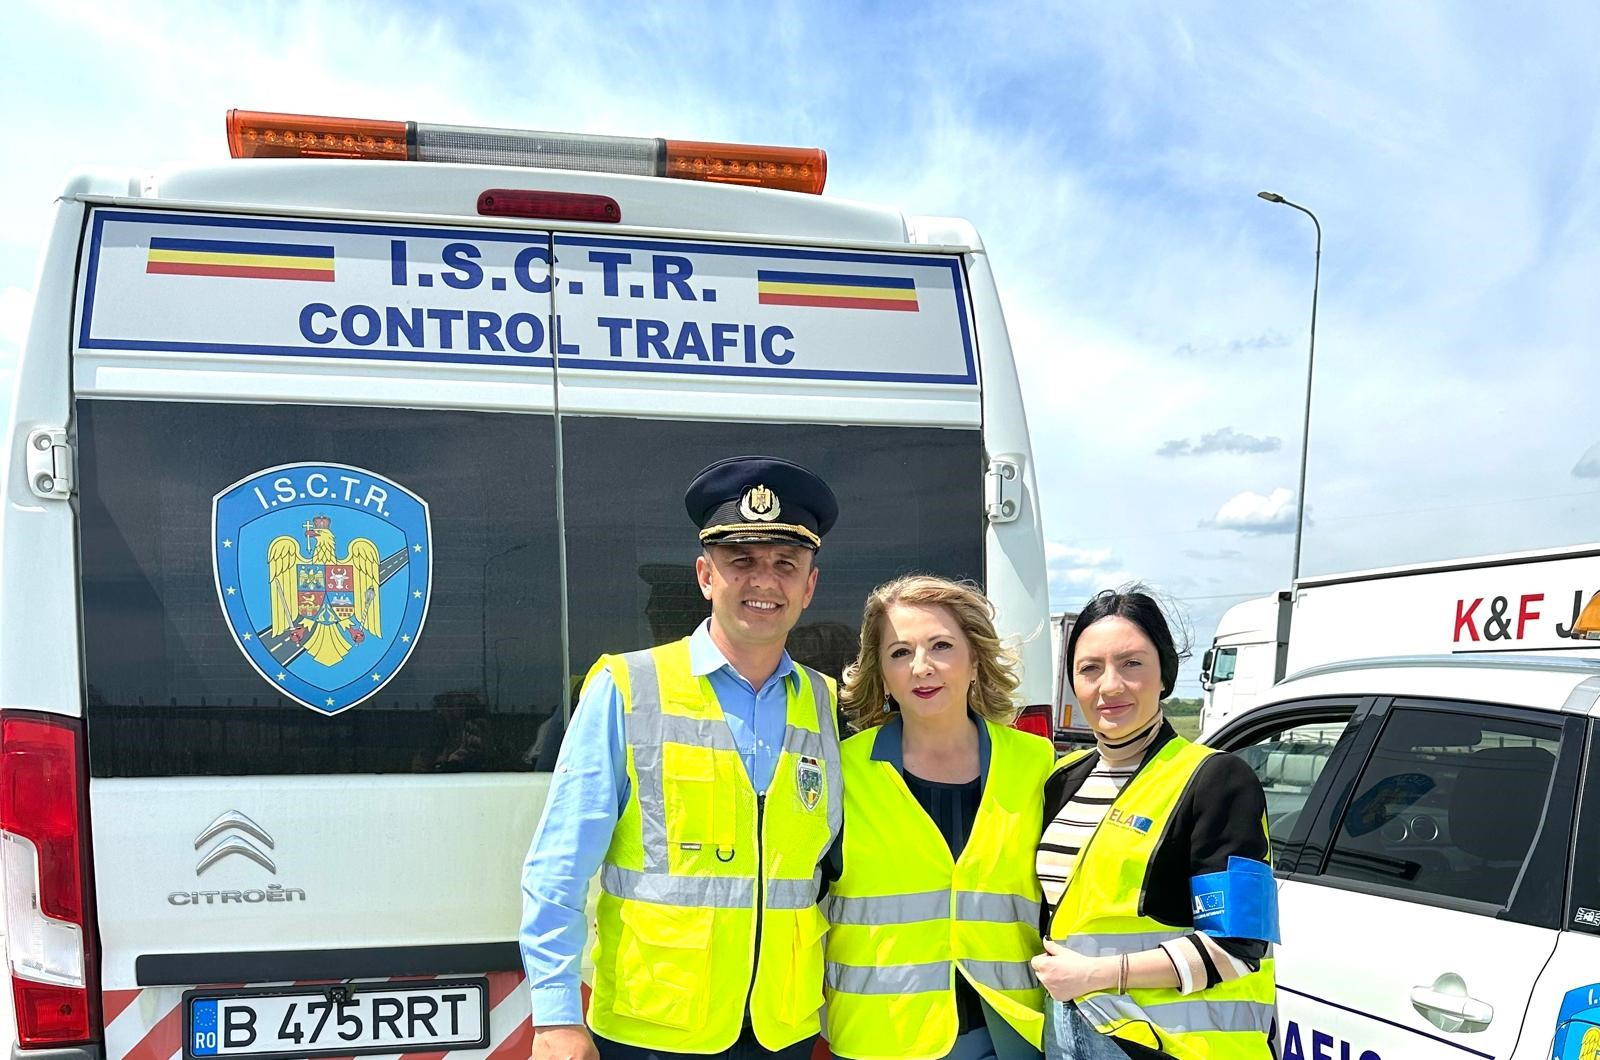 I.S.C.T.R.
CONTROL TRAFIC
I.S.C.T.R.
CITROËN
RO B 475 RRT
K&F
ELA